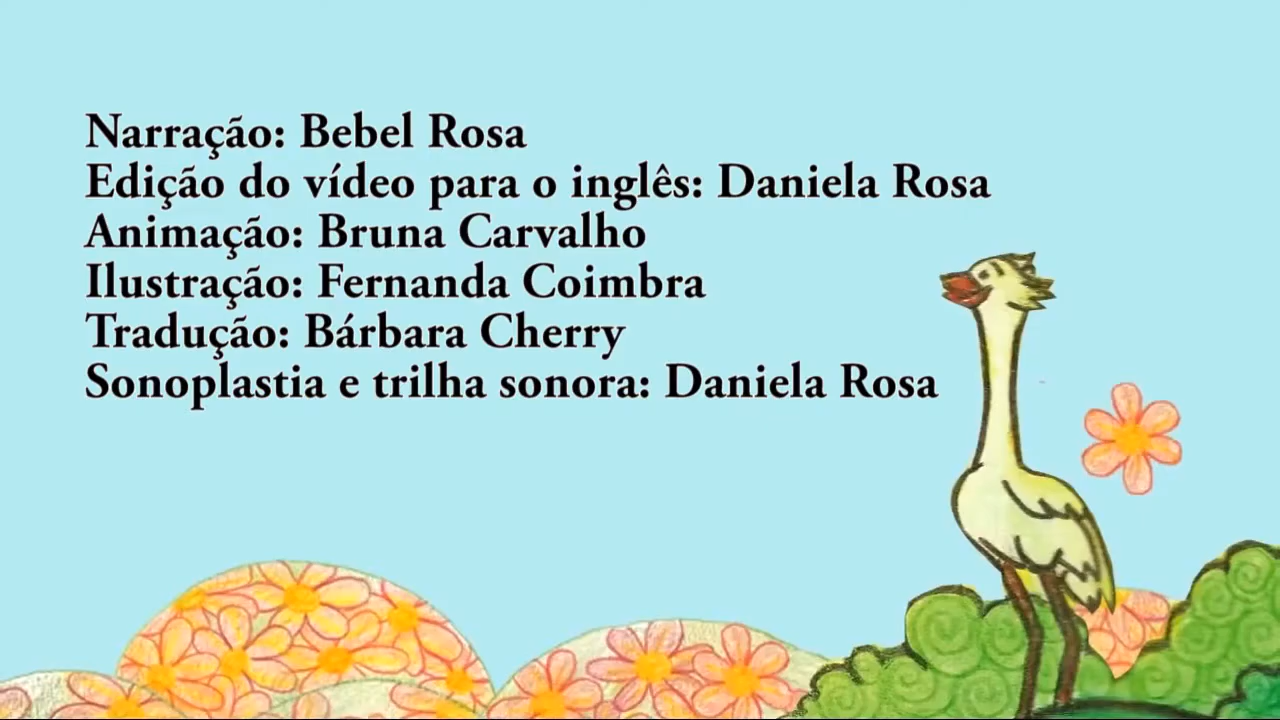 Narração: Bebel Rosa
Edição do vídeo para o inglês: Daniela Rosa
Animação: Bruna Carvalho
Ilustração: Fernanda Coimbra
Tradução: Bárbara Cherry
Sonoplastia e trilha sonora: Daniela Rosa